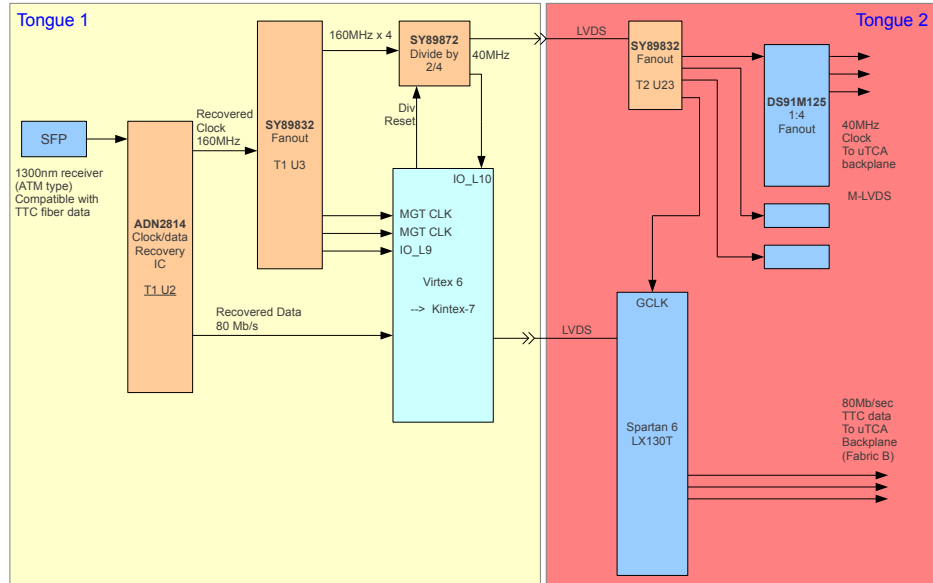 Tongue 1
SFP
1300nm receiver
(ATM type)
Compatible with
TTC fiber data
ADN2814
Clock/data
Recovery
IC
T1 U2
Recovered
Clock
160MHz
SY89832
Fanout
T1 U3
160MHz x 4
SY89872
Divide by
2/4
40MHz
Div
Reset
IO_L10
MGT CLK
MGT CLK
IO_L9
Virtex 6
--> Kintex-7
Recovered Data
80 Mb/s
Tongue 2
LVDS
SY89832
Fanout
T2 U23
DS91M125
1:4
Fanout
40MHz
Clock
To uTCA
backplane
M-LVDS
GCLK
LVDS
Spartan 6
LX130T
80Mb/sec
TTC data
To uTCA
Backplane
(Fabric B)